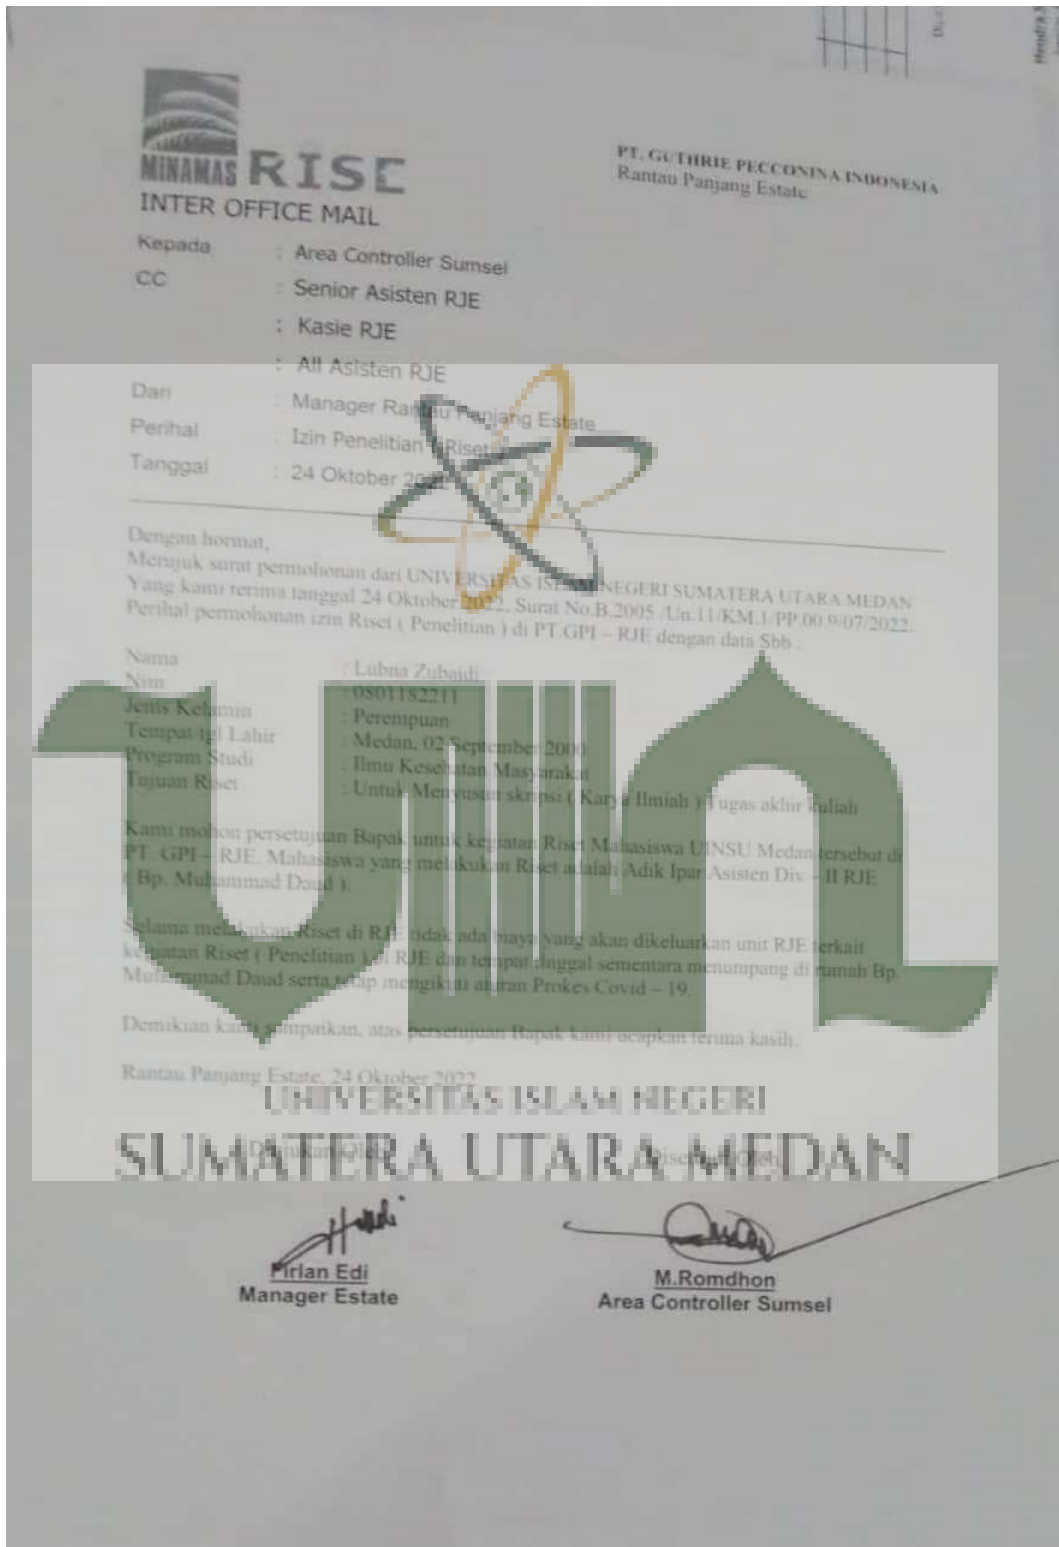 MINAMAS RISE
INTER OFFICE MAIL
PT. GUTHRIE PECCONINA INDONESIA
Rantau Panjang Estate
Kepada : Area Controller Sumsel
CC : Senior Asisten RJE
: Kasie RJE
: All Asisten RJE
Dari : Manager Rantau Panjang Estate
Perihal : Izin Penelitian ( Riset )
Tanggal : 24 Oktober 2022
Dengan hormat,
Merujuk surat permohonan dari UNIVERSITAS ISLAM NEGERI SUMATERA UTARA MEDAN
Yang kami terima tanggal 24 Oktober 2022, Surat No.B.2005 /Un.11/KM.1/PP.00.9/07/2022.
Perihal permohonan izin Riset ( Penelitian ) di PT.GPI – RJE dengan data Sbb .
Nama : Lubna Zubaidi
Nim : 0801182211
Jenis Kelamin : Perempuan
Tempat tgl Lahir : Medan, 02 September 2000
Program Studi : Ilmu Kesehatan Masyarakat
Tujuan Riset : Untuk Menyusun skripsi ( Karya Ilmiah ) Tugas akhir kuliah
Kami mohon persetujuan Bapak untuk kegiatan Riset Mahasiswa UINSU Medan tersebut di
PT. GPI – RJE. Mahasiswa yang melakukan Riset adalah Adik Ipar Asisten Div – II RJE
( Bp. Muhammad Daud ).
Selama melakukan Riset di RJE tidak ada biaya yang akan dikeluarkan unit RJE terkait
kegiatan Riset ( Penelitian ) di RJE dan tempat tinggal sementara menumpang di rumah Bp.
Muhammad Daud serta tetap mengikuti aturan Prokes Covid – 19.
Demikian kami sampaikan, atas persetujuan Bapak kami ucapkan terima kasih.
Rantau Panjang Estate, 24 Oktober 2022
UNIVERSITAS ISLAM NEGERI
SUMATERA UTARA MEDAN
Diajukan Oleh Disetujui Oleh
Firlan Edi M.Romdhon
Manager Estate Area Controller Sumsel